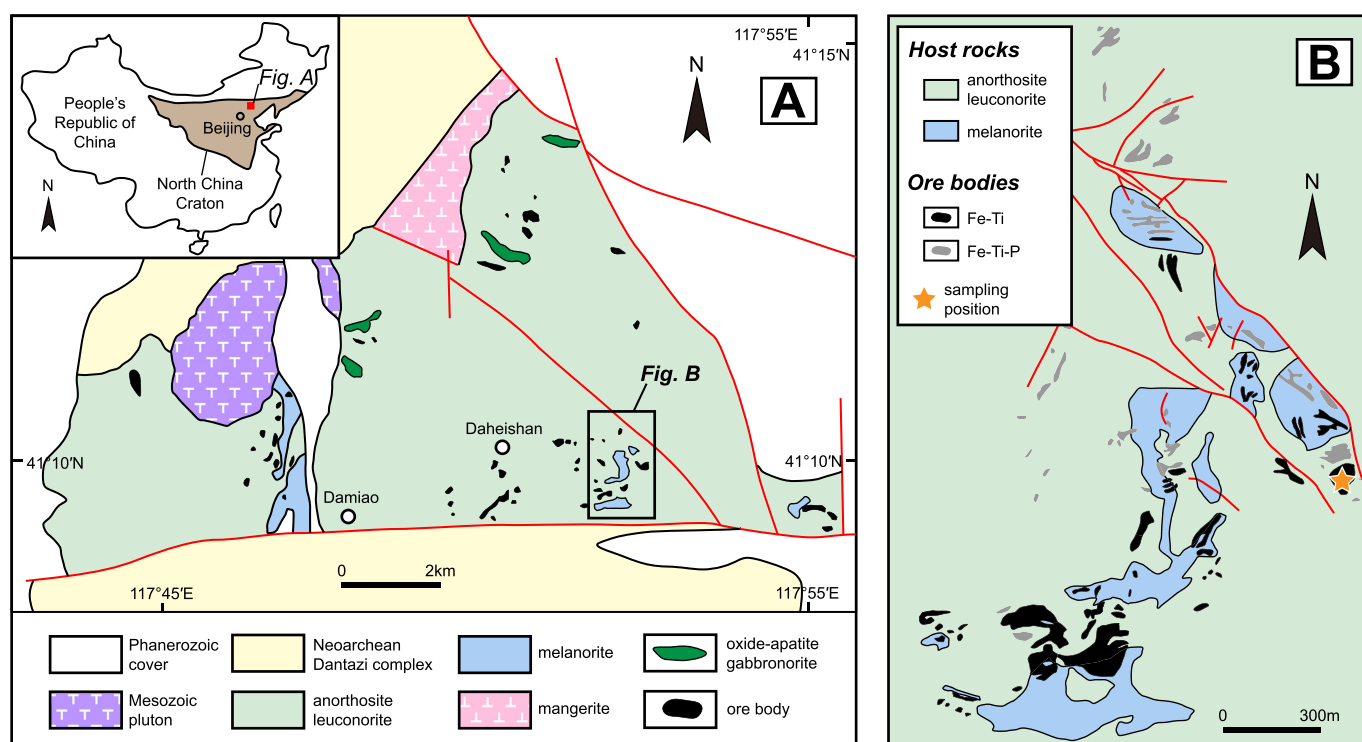 People's
Republic of
China
Fig. A
Beijing
North China
Craton
N
117°55′E
41°15′N
N
A
Fig. B
Daheishan
41°10′N
41°10′N
Damiao
0 2km
117°45′E
117°55′E
Phanerozoic
cover
Neoarchean
Dantazi complex
melanorite
oxide-apatite
gabbronorite
Mesozoic
pluton
anorthosite
leuconorite
mangerite
ore body
Host rocks
anorthosite
leuconorite
melanorite
Ore bodies
Fe-Ti
Fe-Ti-P
sampling
position
B
N
0 300m